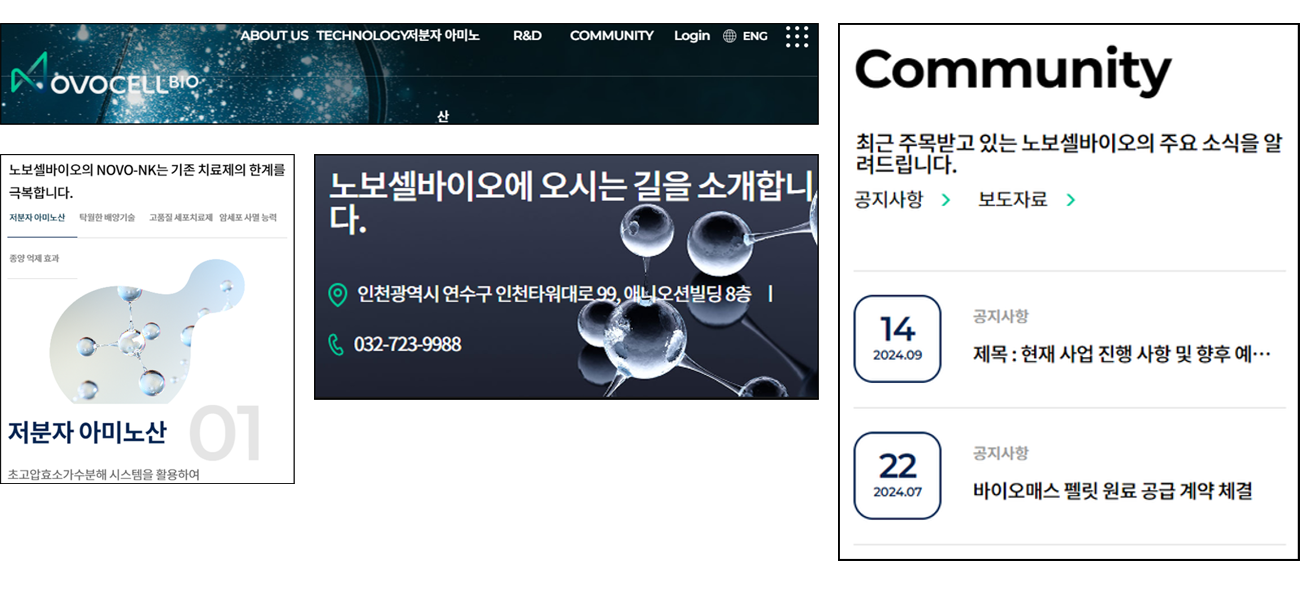 ABOUT US TECHNOLOGY저분자 아미노 R&D COMMUNITY Login ENG
NOVOCELLBIO
산
노보셀바이오의 NOVO-NK는 기존 치료제의 한계를
극복합니다.
저분자 아미노산 탁월한 배양기술 고품질 세포치료제 암세포 사멸 능력
종양 억제 효과
01
저분자 아미노산
초고압효소가수분해 시스템을 활용하여
노보셀바이오에 오시는 길을 소개합니
다.
인천광역시 연수구 인천타워대로 99, 애니오션빌딩 8층 |
032-723-9988
Community
최근 주목받고 있는 노보셀바이오의 주요 소식을 알
려드립니다.
공지사항 > 보도자료 >
14
2024.09
공지사항
제목 : 현재 사업 진행 사항 및 향후 예…
22
2024.07
공지사항
바이오매스 펠릿 원료 공급 계약 체결